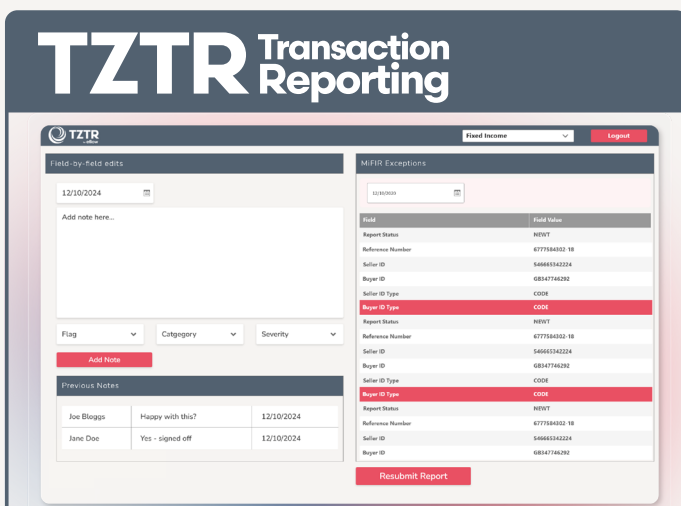 TZTR Transaction
Reporting
TZTR
Fixed Income
Logout
Field-by-field edits
12/10/2024
Add note here...
Flag
Catgegory
Severity
Add Note
Previous Notes
Joe Bloggs Happy with this? 12/10/2024
Jane Doe Yes - signed off 12/10/2024
MiFIR Exceptions
12/10/2020
Field Field Value
Report Status NEWT
Reference Number 6777584302-18
Seller ID 546665342224
Buyer ID GB347746292
Seller ID Type CODE
Buyer ID Type CODE
Report Status NEWT
Reference Number 6777584302-18
Seller ID 546665342224
Buyer ID GB347746292
Seller ID Type CODE
Buyer ID Type CODE
Report Status NEWT
Reference Number 6777584302-18
Seller ID 546665342224
Buyer ID GB347746292
Resubmit Report